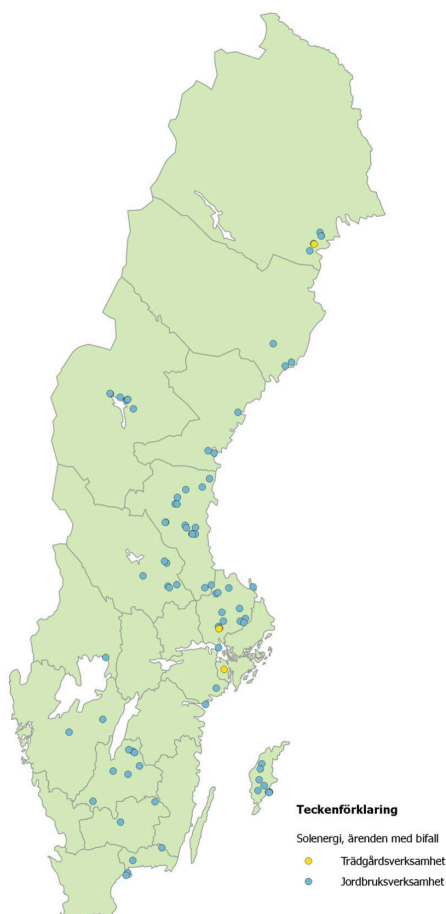 Teckenförklaring
Solenergi, ärenden med bifall
Trädgårdsverksamhet
Jordbruksverksamhet